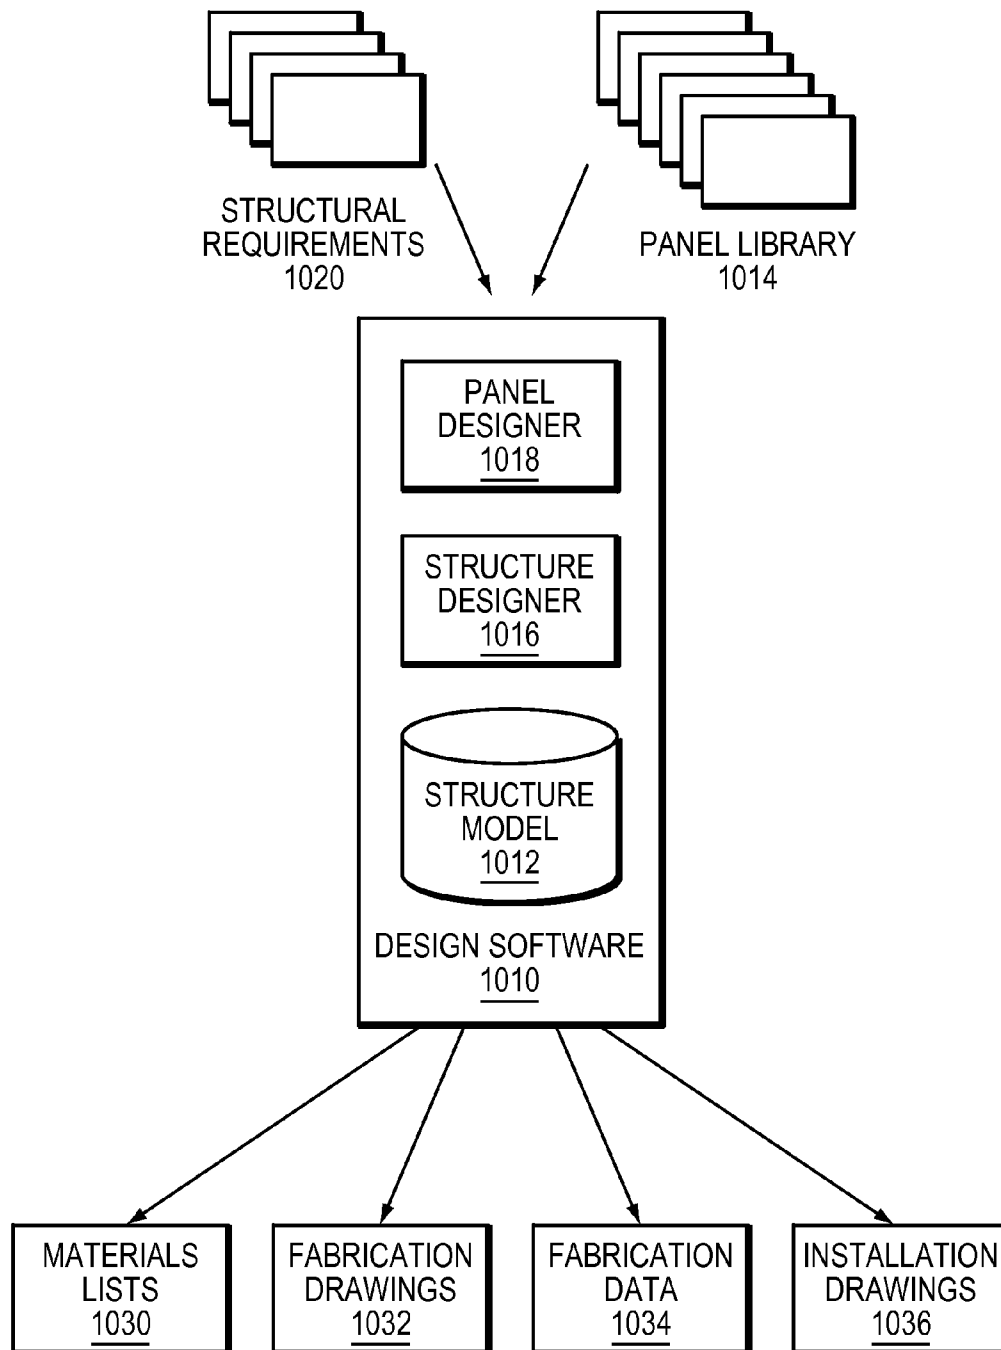 STRUCTURAL
REQUIREMENTS
1020
PANEL LIBRARY
1014
PANEL
DESIGNER
1018
STRUCTURE
DESIGNER
1016
STRUCTURE
MODEL
1012
DESIGN SOFTWARE
1010
MATERIALS
LISTS
1030
FABRICATION
DRAWINGS
1032
FABRICATION
DATA
1034
INSTALLATION
DRAWINGS
1036